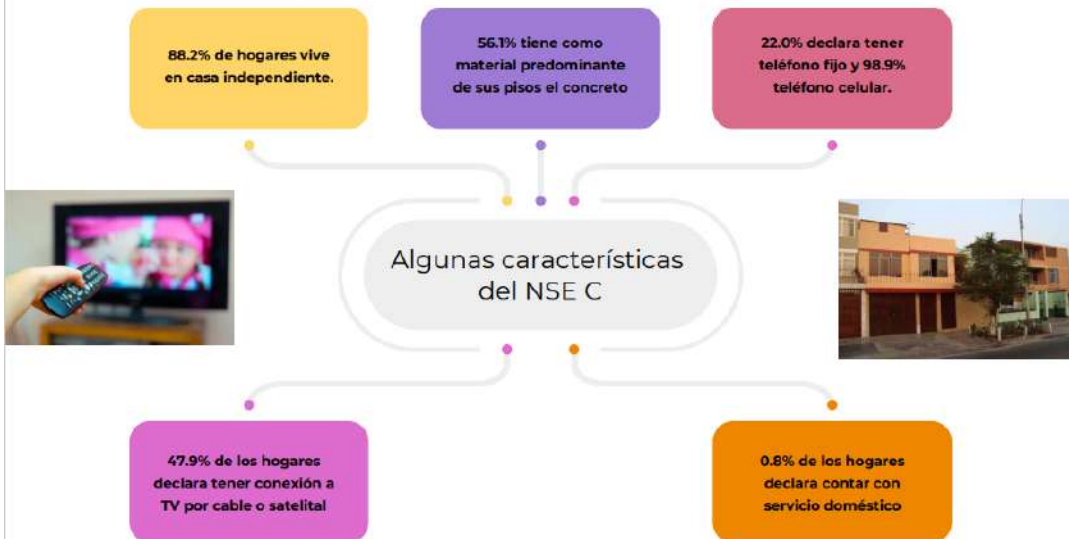 88.2% de hogares vive
en casa independiente.
56.1% tiene como
material predominante
de sus pisos el concreto
22.0% declara tener
teléfono fijo y 98.9%
teléfono celular.
Algunas características
del NSE C
47.9% de los hogares
declara tener conexión a
TV por cable o satelital
0.8% de los hogares
declara contar con
servicio doméstico